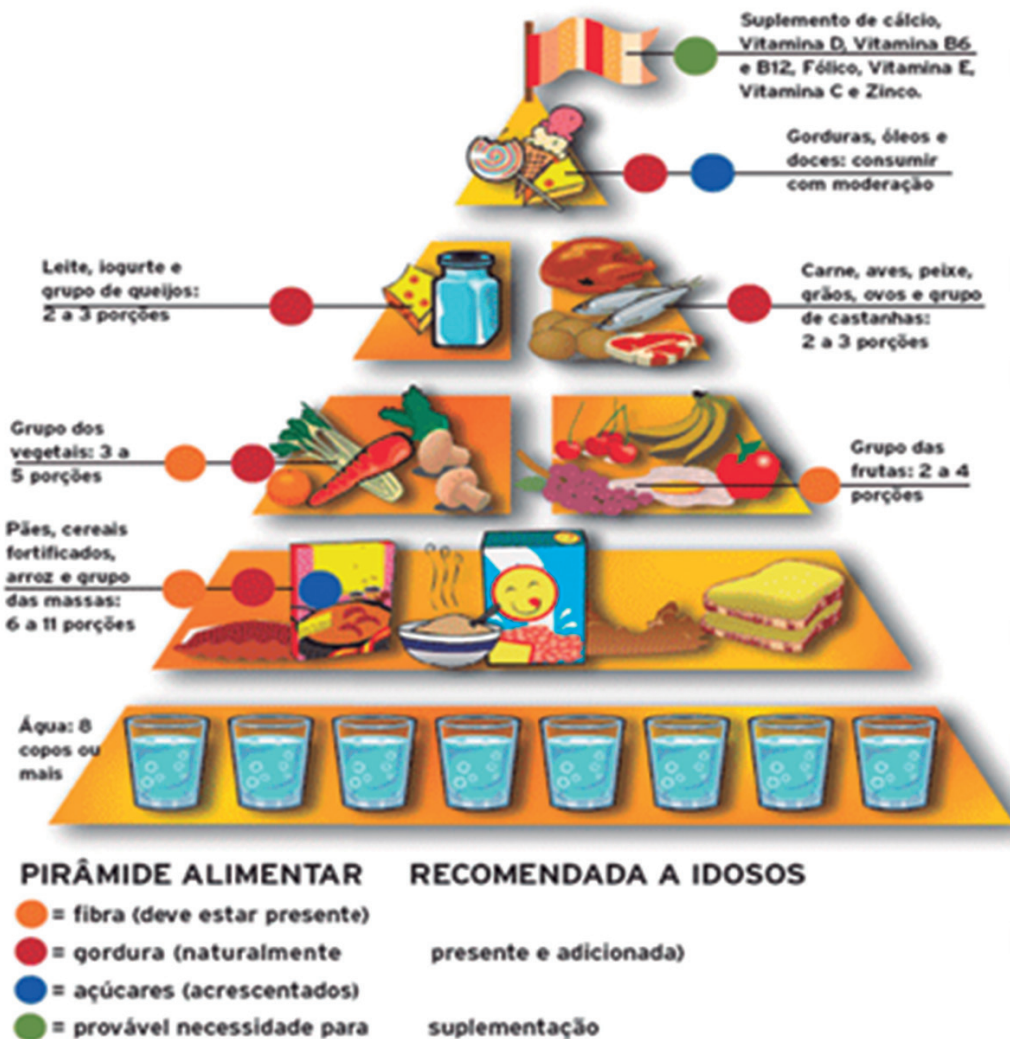 Suplemento de cálcio,
Vitamina D, Vitamina B6
e B12, Fólico, Vitamina E,
Vitamina C e Zinco.
Gorduras, óleos e
doces: consumir
com moderação
Leite, iogurte e
grupo de queijos:
2 a 3 porções
Carne, aves, peixe,
grãos, ovos e grupo
de castanhas:
2 a 3 porções
Grupo dos
vegetais: 3 a
5 porções
Grupo das
frutas: 2 a 4
porções
Pães, cereais
fortificados,
arroz e grupo
das massas:
6 a 11 porções
Água: 8
copos ou
mais
PIRÂMIDE ALIMENTAR RECOMENDADA A IDOSOS
= fibra (deve estar presente)
= gordura (naturalmente presente e adicionada)
= açúcares (acrescentados)
= provável necessidade para suplementação